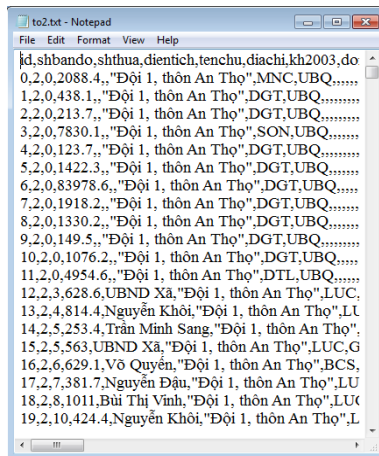 to2.txt - Notepad
File Edit Format View Help
id,shbando,shthua,dientich,tenchu,diachi,kh2003,do
0,2,0,2088.4,,"Đội 1, thôn An Thọ",MNC,UBQ,,,,,,
1,2,0,438.1,,"Đội 1, thôn An Thọ",DGT,UBQ,,,,,,,,,
2,2,0,213.7,,"Đội 1, thôn An Thọ",DGT,UBQ,,,,,,,,,
3,2,0,7830.1,,"Đội 1, thôn An Thọ",SON,UBQ,,,,,,,
4,2,0,123.7,,"Đội 1, thôn An Thọ",DGT,UBQ,,,,,,,,,
5,2,0,1422.3,,"Đội 1, thôn An Thọ",DGT,UBQ,,,,,,,
6,2,0,83978.6,,"Đội 1, thôn An Thọ",DGT,UBQ,,,,,
7,2,0,1918.2,,"Đội 1, thôn An Thọ",DGT,UBQ,,,,,,,
8,2,0,1330.2,,"Đội 1, thôn An Thọ",DGT,UBQ,,,,,,,
9,2,0,149.5,,"Đội 1, thôn An Thọ",DGT,UBQ,,,,,,,,,
10,2,0,1076.2,,"Đội 1, thôn An Thọ",DGT,UBQ,,,,,,
11,2,0,4954.6,,"Đội 1, thôn An Thọ",DTL,UBQ,,,,,,
12,2,3,628.6,UBND Xã,"Đội 1, thôn An Thọ",LUC,
13,2,4,814.4,Nguyễn Khôi,"Đội 1, thôn An Thọ",LU
14,2,5,253.4,Trần Minh Sang,"Đội 1, thôn An Thọ",
15,2,5,563,UBND Xã,"Đội 1, thôn An Thọ",LUC,G
16,2,6,629.1,Võ Quyến,"Đội 1, thôn An Thọ",BCS,
17,2,7,381.7,Nguyễn Đậu,"Đội 1, thôn An Thọ",LU
18,2,8,1011,Bùi Thị Vinh,"Đội 1, thôn An Thọ",LUC
19,2,10,424.4,Nguyễn Khôi,"Đội 1, thôn An Thọ",L